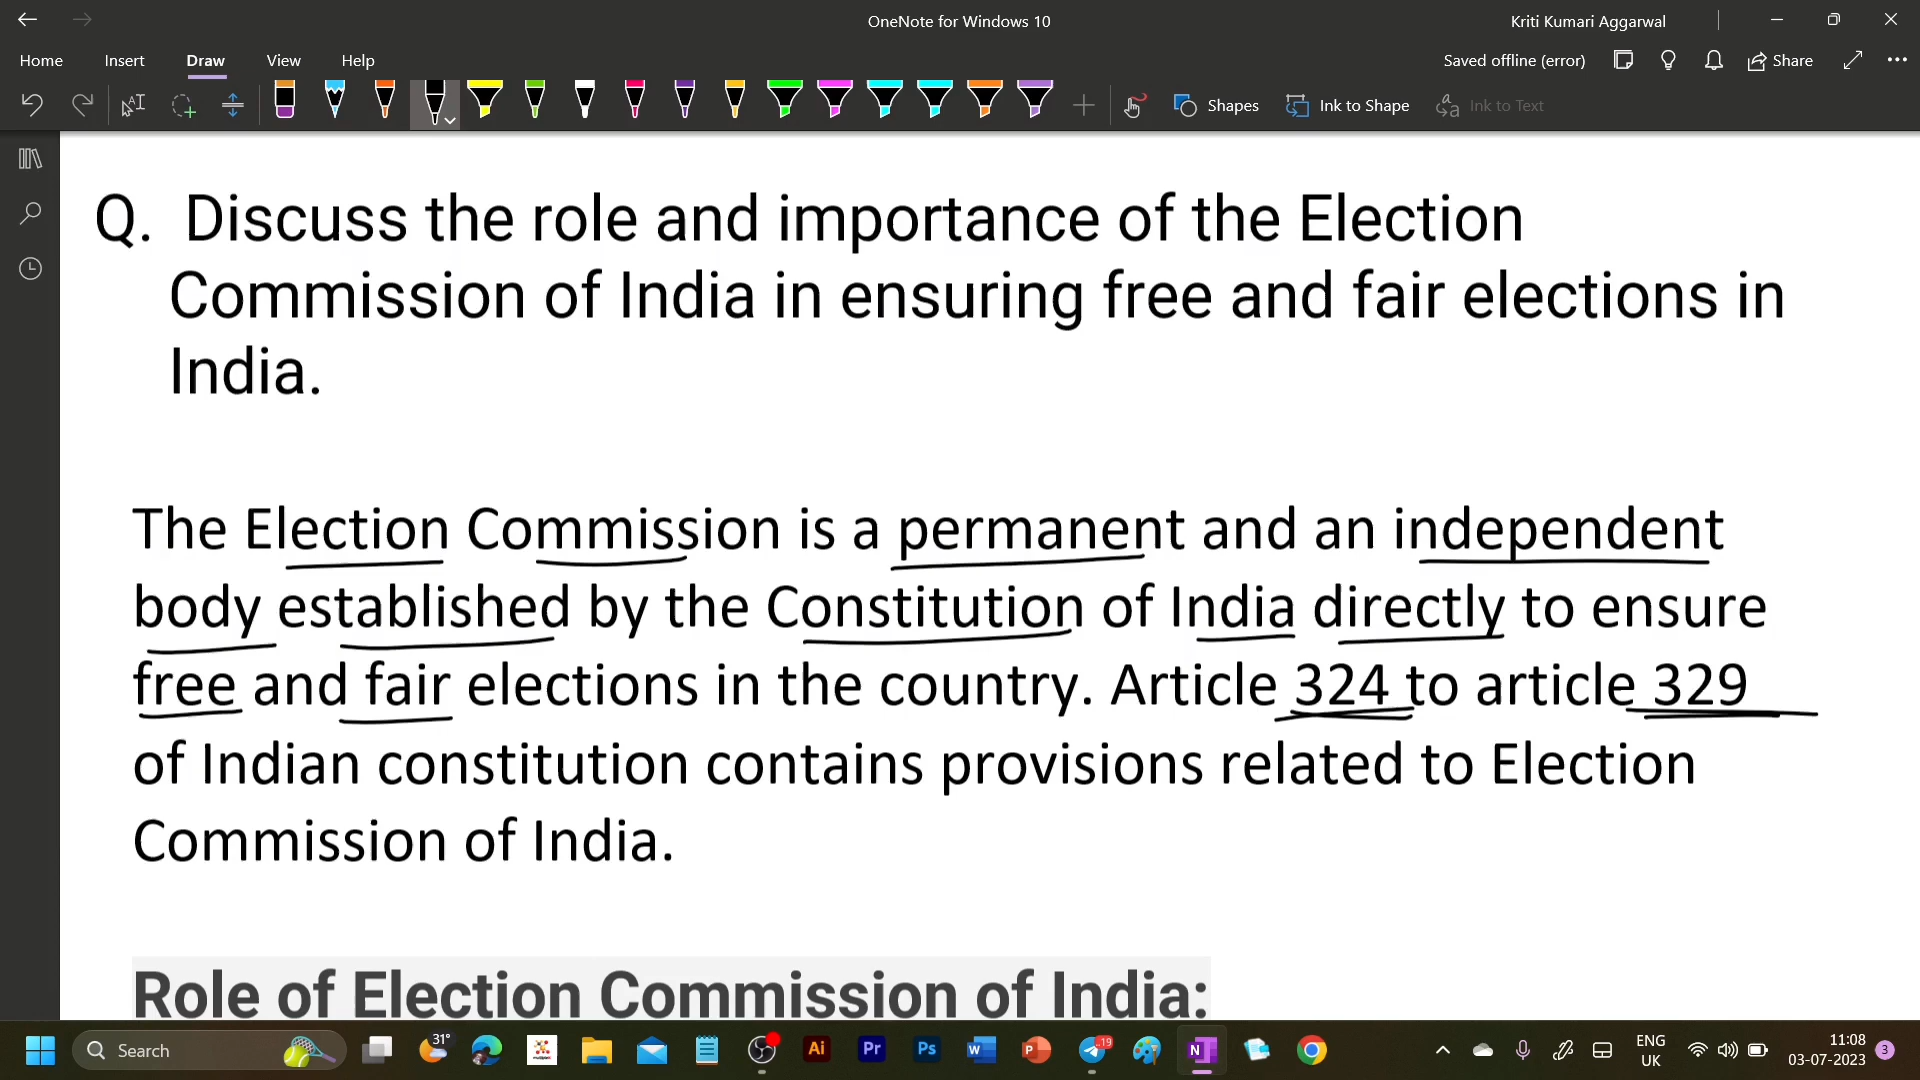 OneNote for Windows 10
Kriti Kumari Aggarwal
Home Insert Draw View Help
Saved offline (error)
Share
Shapes
Ink to Shape
Ink to Text
Q. Discuss the role and importance of the Election
Commission of India in ensuring free and fair elections in
India.
The Election Commission is a permanent and an independent
body established by the Constitution of India directly to ensure
free and fair elections in the country. Article 324 to article 329
of Indian constitution contains provisions related to Election
Commission of India.
Role of Election Commission of India:
Search
31°
Ai
Pr
Ps
W
P
19
N
ENG
UK
11:08
03-07-2023
3